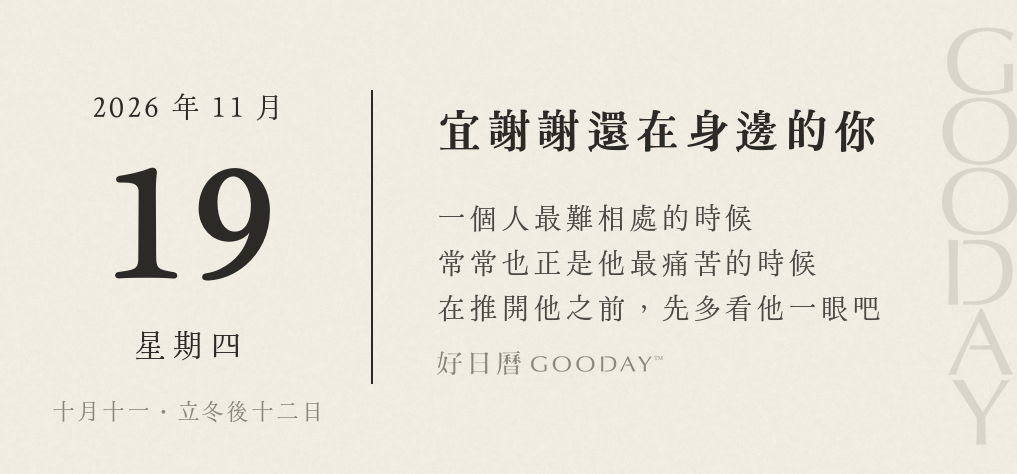 2026 年 11 月
19
星期四
十月十一・立冬後十二日
宜謝謝還在身邊的你
一個人最難相處的時候
常常也正是他最痛苦的時候
在推開他之前，先多看他一眼吧
好日曆 GOODAY™
GOODAY